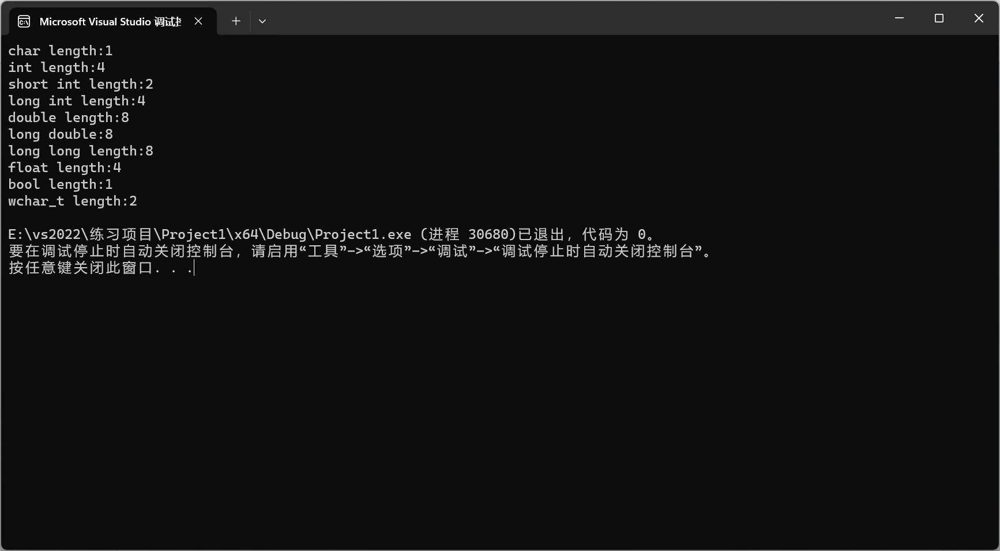 Microsoft Visual Studio 调试
char length:1
int length:4
short int length:2
long int length:4
double length:8
long double:8
long long length:8
float length:4
bool length:1
wchar_t length:2
E:\vs2022\练习项目\Project1\x64\Debug\Project1.exe (进程 30680)已退出，代码为 0。
要在调试停止时自动关闭控制台，请启用“工具”->“选项”->“调试”->“调试停止时自动关闭控制台”。
按任意键关闭此窗口. . .